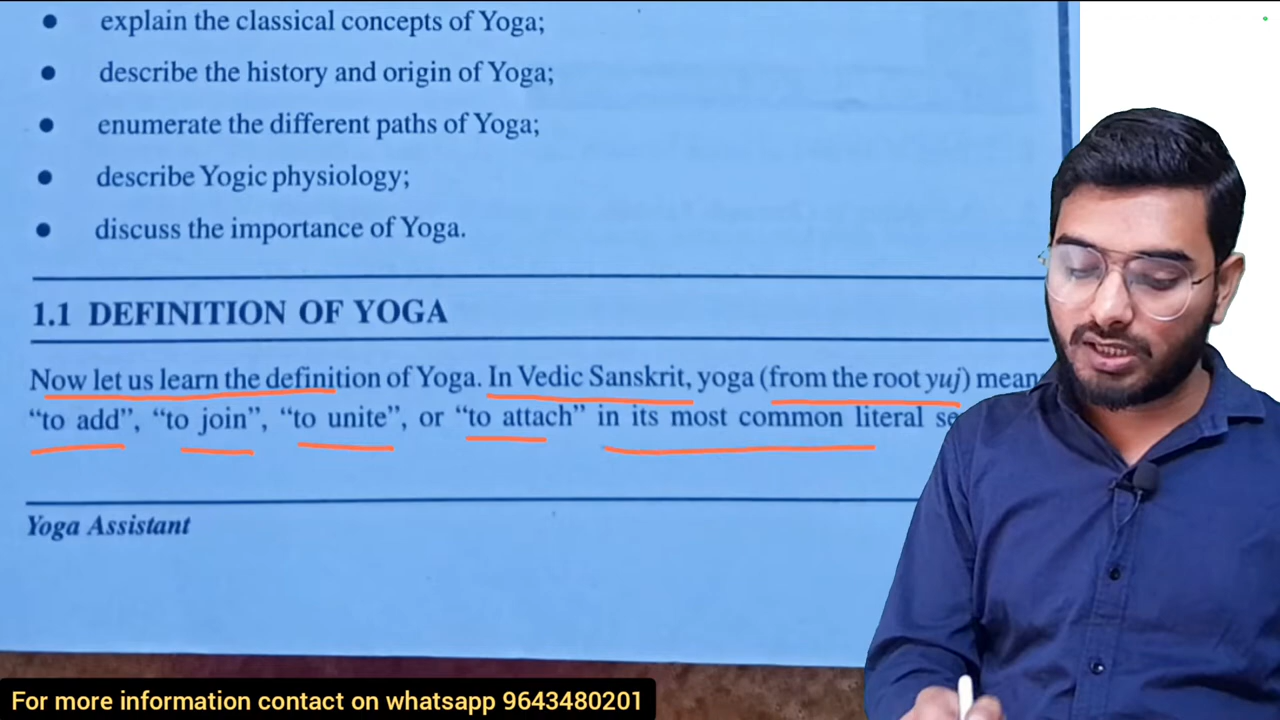 • explain the classical concepts of Yoga;
• describe the history and origin of Yoga;
• enumerate the different paths of Yoga;
• describe Yogic physiology;
• discuss the importance of Yoga.
1.1 DEFINITION OF YOGA
Now let us learn the definition of Yoga. In Vedic Sanskrit, yoga (from the root yuj)
“to add”, “to join”, “to unite”, or “to attach” in its most common literal
Yoga Assistant
For more information contact on whatsapp 9643480201